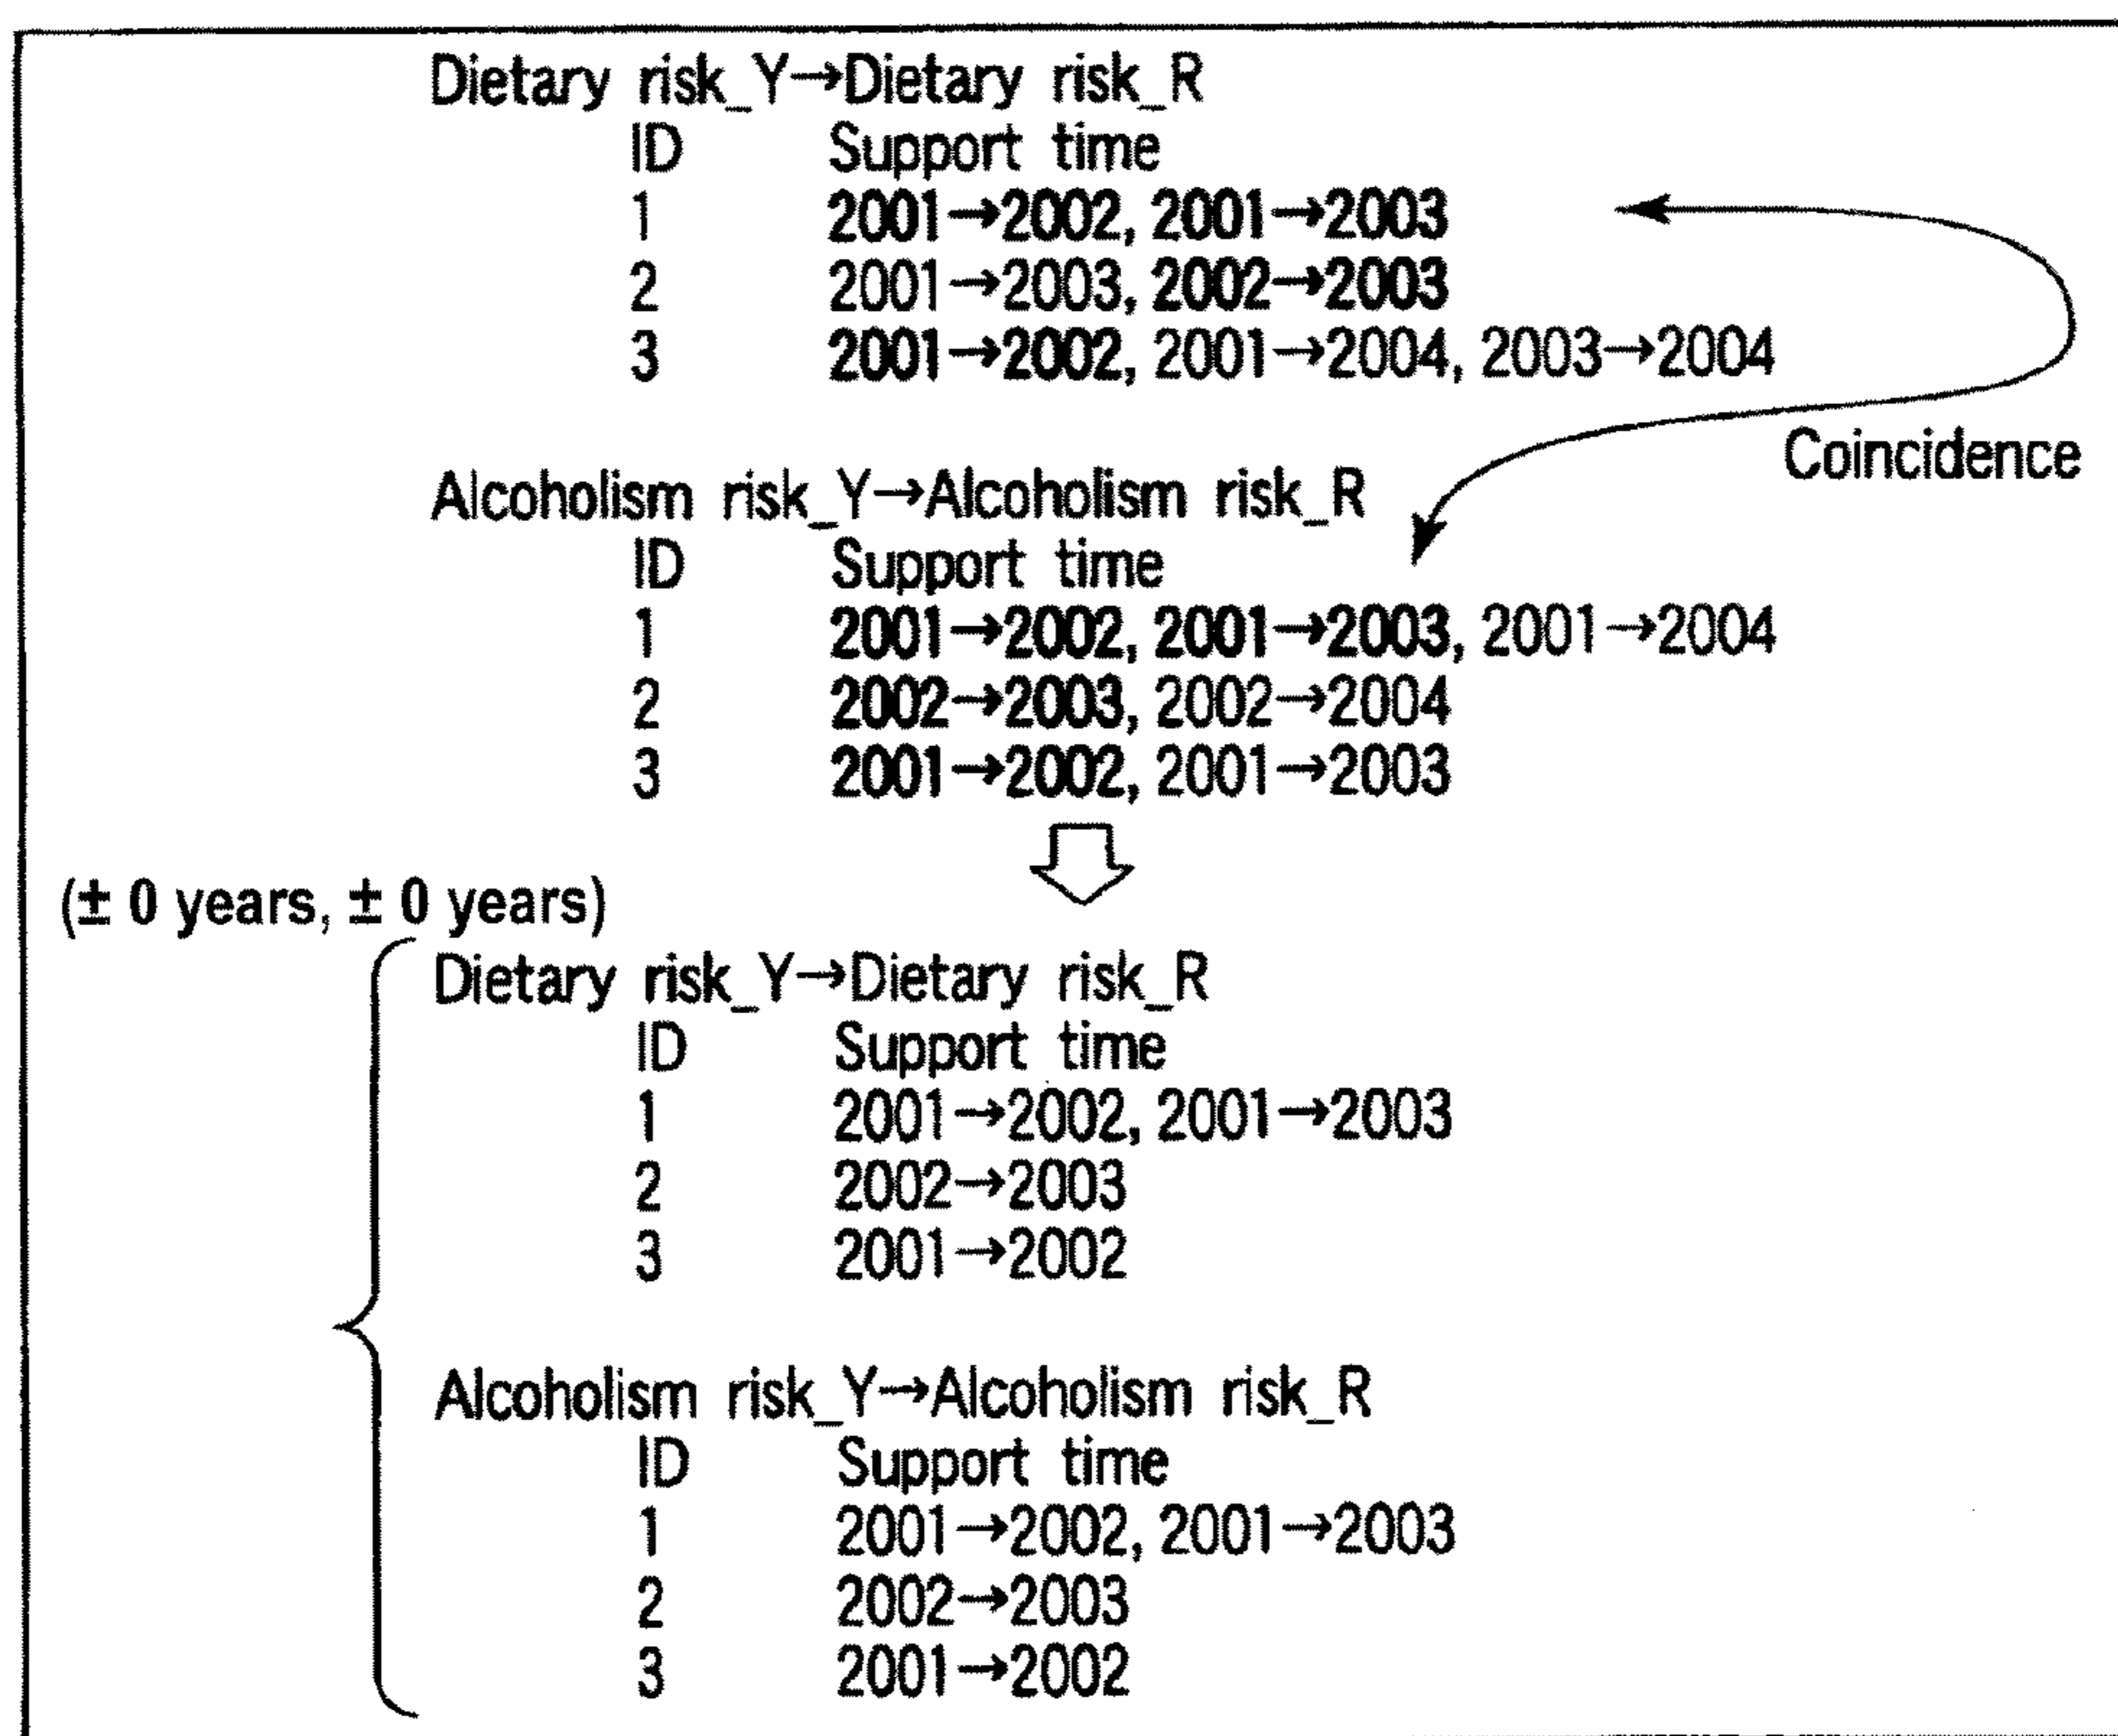 Dietary risk_Y→Dietary risk_R
ID Support time
1 2001→2002, 2001→2003
2 2001→2003, 2002→2003
3 2001→2002, 2001→2004, 2003→2004
Coincidence
Alcoholism risk_Y→Alcoholism risk_R
ID Support time
1 2001→2002, 2001→2003, 2001→2004
2 2002→2003, 2002→2004
3 2001→2002, 2001→2003
(± 0 years, ± 0 years)
Dietary risk_Y→Dietary risk_R
ID Support time
1 2001→2002, 2001→2003
2 2002→2003
3 2001→2002
Alcoholism risk_Y→Alcoholism risk_R
ID Support time
1 2001→2002, 2001→2003
2 2002→2003
3 2001→2002